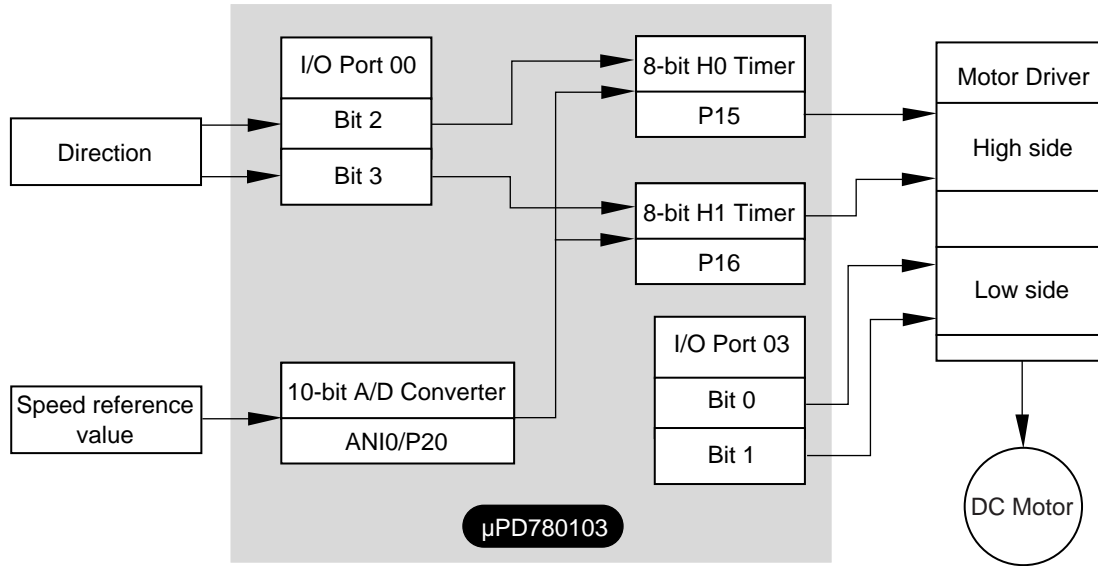 Direction
Speed reference
value
I/O Port 00
Bit 2
Bit 3
10-bit A/D Converter
ANI0/P20
8-bit H0 Timer
P15
8-bit H1 Timer
P16
I/O Port 03
Bit 0
Bit 1
µPD780103
Motor Driver
High side
Low side
DC Motor